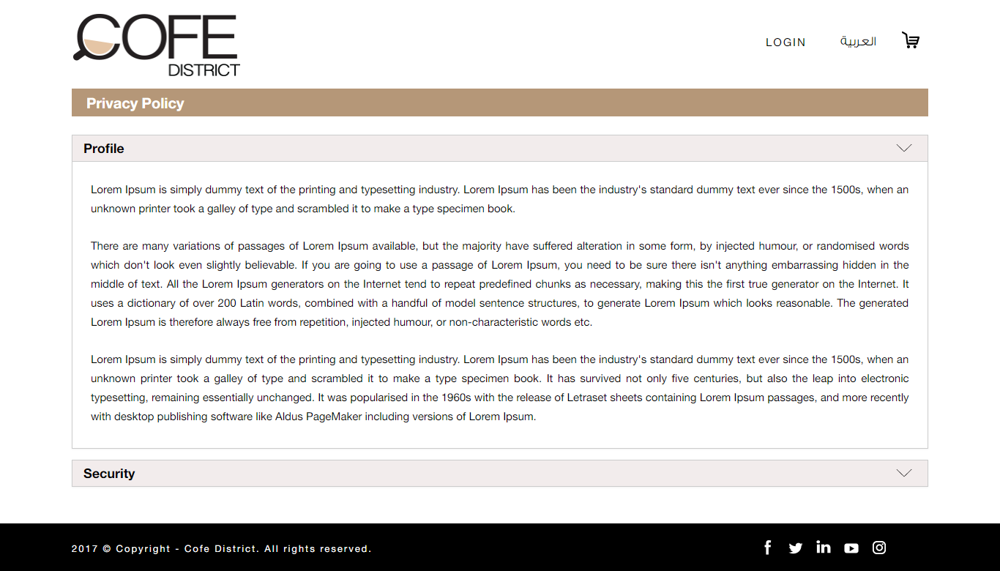 COFE
DISTRICT
LOGIN
العربية
Privacy Policy
Profile
Lorem Ipsum is simply dummy text of the printing and typesetting industry. Lorem Ipsum has been the industry's standard dummy text ever since the 1500s, when an
unknown printer took a galley of type and scrambled it to make a type specimen book.
There are many variations of passages of Lorem Ipsum available, but the majority have suffered alteration in some form, by injected humour, or randomised words
which don't look even slightly believable. If you are going to use a passage of Lorem Ipsum, you need to be sure there isn't anything embarrassing hidden in the
middle of text. All the Lorem Ipsum generators on the Internet tend to repeat predefined chunks as necessary, making this the first true generator on the Internet. It
uses a dictionary of over 200 Latin words, combined with a handful of model sentence structures, to generate Lorem Ipsum which looks reasonable. The generated
Lorem Ipsum is therefore always free from repetition, injected humour, or non-characteristic words etc.
Lorem Ipsum is simply dummy text of the printing and typesetting industry. Lorem Ipsum has been the industry's standard dummy text ever since the 1500s, when an
unknown printer took a galley of type and scrambled it to make a type specimen book. It has survived not only five centuries, but also the leap into electronic
typesetting, remaining essentially unchanged. It was popularised in the 1960s with the release of Letraset sheets containing Lorem Ipsum passages, and more recently
with desktop publishing software like Aldus PageMaker including versions of Lorem Ipsum.
Security
2017 © Copyright - Cofe District. All rights reserved.